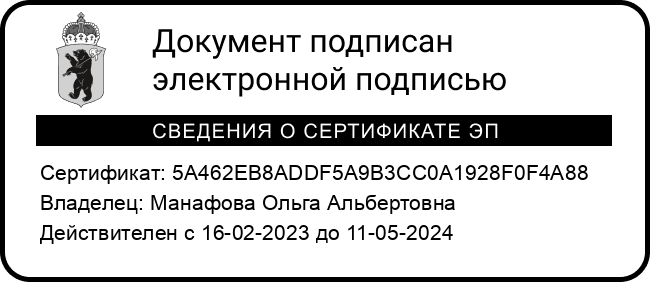 Документ подписан
электронной подписью
СВЕДЕНИЯ О СЕРТИФИКАТЕ ЭП
Сертификат: 5A462EB8ADDF5A9B3CC0A1928F0F4A88
Владелец: Манафова Ольга Альбертовна
Действителен с 16-02-2023 до 11-05-2024